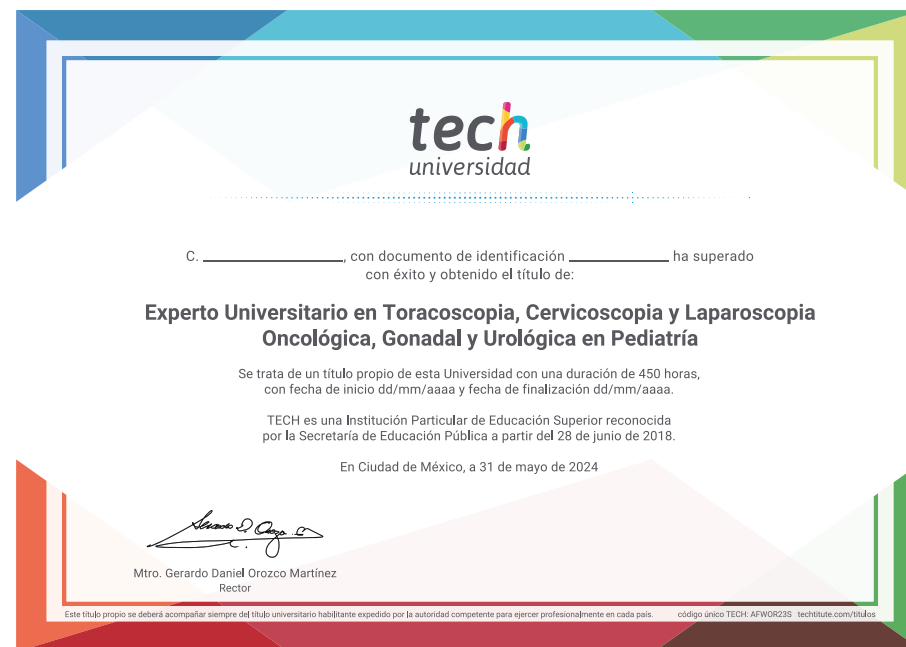 tech
universidad
C. ____________________, con documento de identificación ______________ ha superado
con éxito y obtenido el título de:
Experto Universitario en Toracoscopia, Cervicoscopia y Laparoscopia
Oncológica, Gonadal y Urológica en Pediatría
Se trata de un título propio de esta Universidad con una duración de 450 horas,
con fecha de inicio dd/mm/aaaa y fecha de finalización dd/mm/aaaa.
TECH es una Institución Particular de Educación Superior reconocida
por la Secretaría de Educación Pública a partir del 28 de junio de 2018.
En Ciudad de México, a 31 de mayo de 2024
Mtro. Gerardo Daniel Orozco Martínez
Rector
Este título propio se deberá acompañar siempre del título universitario habilitante expedido por la autoridad competente para ejercer profesionalmente en cada país. código único TECH: AFWOR23S techtitute.com/titulos